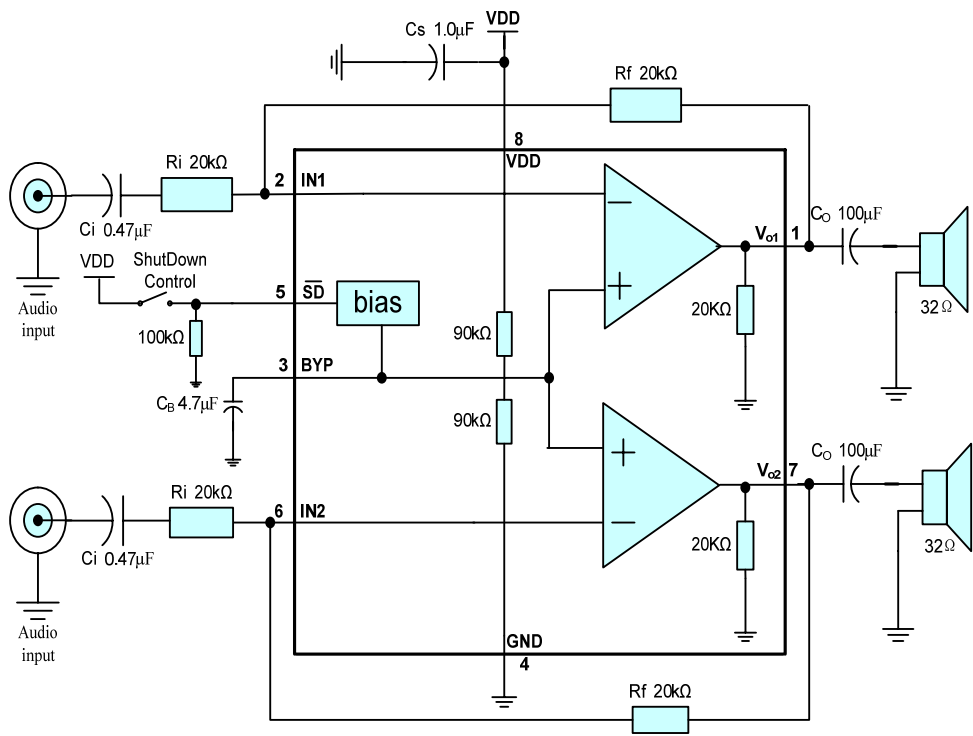 Cs 1.0μF
VDD
Rf 20kΩ
8
VDD
Ri 20kΩ
2 IN1
−
Ci 0.47μF
Vo1 1
CO 100μF
VDD
ShutDown
Control
Audio
input
5 SD
bias
+
20KΩ
32Ω
100kΩ
90kΩ
3 BYP
CB 4.7μF
90kΩ
+
Vo2 7
CO 100μF
Ri 20kΩ
6 IN2
−
Ci 0.47μF
20KΩ
32Ω
Audio
input
GND
4
Rf 20kΩ